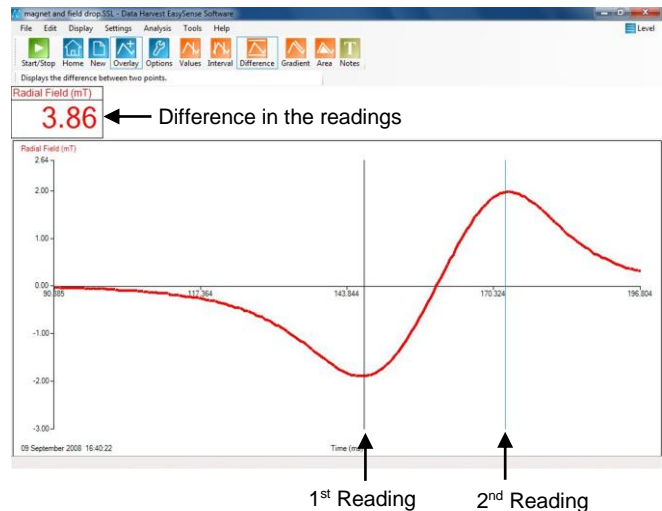 magnet and field drop.SSL - Data Harvest EasySense Software
File Edit Display Settings Analysis Tools Help
Level
Start/Stop Home New Overlay Options Values Interval Difference Gradient Area Notes
Displays the difference between two points.
Radial Field (mT)
3.86
Difference in the readings
Radial Field (mT)
2.64
2.00
1.00
0.00
90.885 117.364 143.844 170.324 196.804
-1.00
-2.00
-3.00
09 September 2008 16:40:22
Time (ms)
1st Reading
2nd Reading